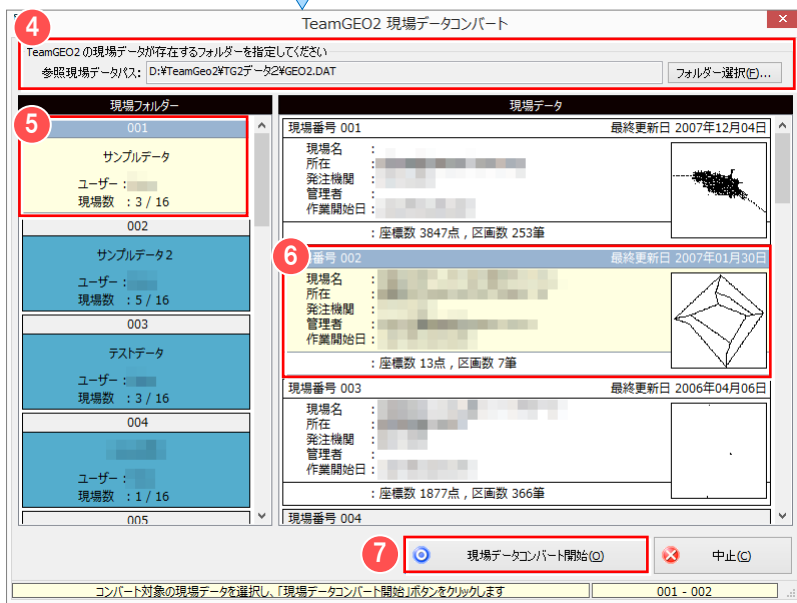 TeamGEO2 現場データコンバート
4
TeamGEO2 の現場データが存在するフォルダーを指定してください
参照現場データパス: D:¥TeamGeo2¥TG2データ2¥GEO2.DAT
フォルダー選択(F)...
現場フォルダー
5
001
サンプルデータ
ユーザー :
現場数 : 3 / 16
002
サンプルデータ2
ユーザー :
現場数 : 5 / 16
003
テストデータ
ユーザー :
現場数 : 3 / 16
004
ユーザー :
現場数 : 1 / 16
005
現場データ
現場番号 001 最終更新日 2007年12月04日
現場名 :
所在 :
発注機関 :
管理者 :
作業開始日 :
: 座標数 3847点 , 区画数 253筆
6
番号 002 最終更新日 2007年01月30日
現場名 :
所在 :
発注機関 :
管理者 :
作業開始日 :
: 座標数 13点 , 区画数 7筆
現場番号 003 最終更新日 2006年04月06日
現場名 :
所在 :
発注機関 :
管理者 :
作業開始日 :
: 座標数 1877点 , 区画数 366筆
現場番号 004
7
現場データコンバート開始(O)
中止(C)
コンバート対象の現場データを選択し、「現場データコンバート開始」ボタンをクリックします
001 - 002